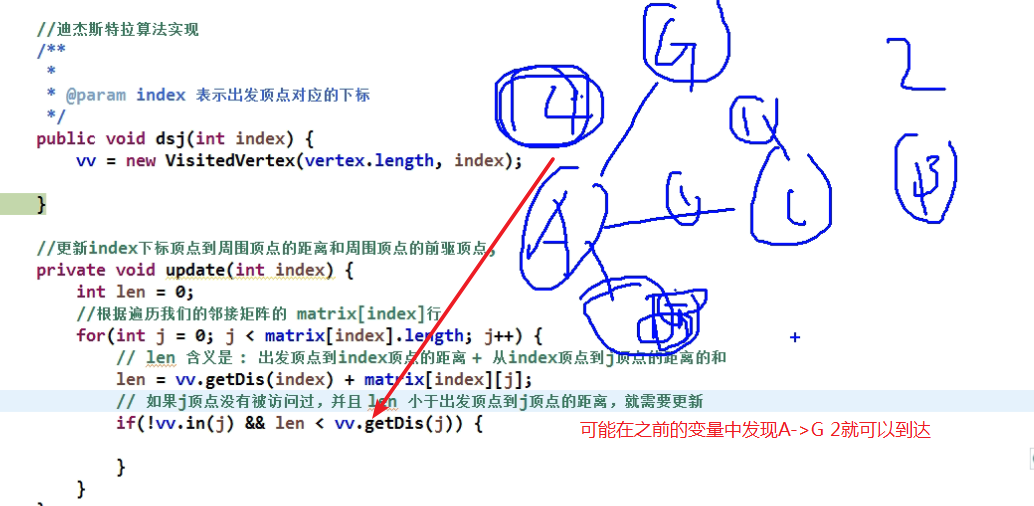 //迪杰斯特拉算法实现
/**
 *
 * @param index 表示出发顶点对应的下标
 */
public void dsj(int index) {
vv = new VisitedVertex(vertex.length, index);
}
//更新index下标顶点到周围顶点的距离和周围顶点的前驱顶点,
private void update(int index) {
int len = 0;
//根据遍历我们的邻接矩阵的 matrix[index]行
for(int j = 0; j < matrix[index].length; j++) {
// len 含义是 : 出发顶点到index顶点的距离 + 从index顶点到j顶点的距离的和
len = vv.getDis(index) + matrix[index][j];
// 如果j顶点没有被访问过，并且 len 小于出发顶点到j顶点的距离，就需要更新
if(!vv.in(j) && len < vv.getDis(j)) {
可能在之前的变量中发现A->G 2就可以到达
}
}
G
2
4
A